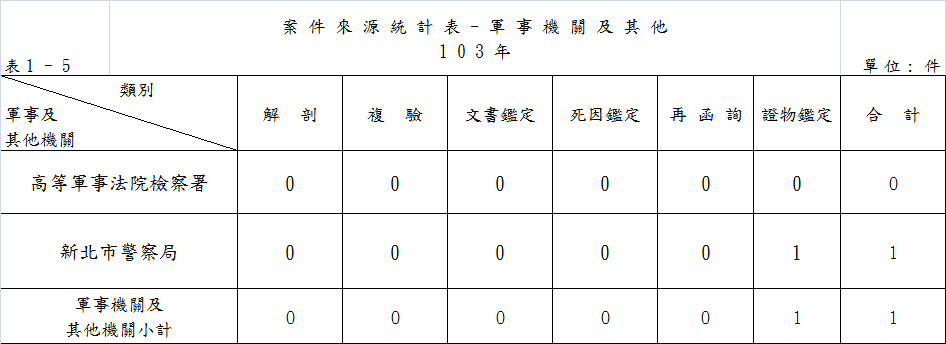 案件來源統計表-軍事機關及其他
103年
表1-5
單位：件
類別
軍事及
其他機關
解剖 複驗 文書鑑定 死因鑑定 再函詢 證物鑑定 合計
高等軍事法院檢察署 0 0 0 0 0 0 0
新北市警察局 0 0 0 0 0 1 1
軍事機關及
其他機關小計 0 0 0 0 0 1 1